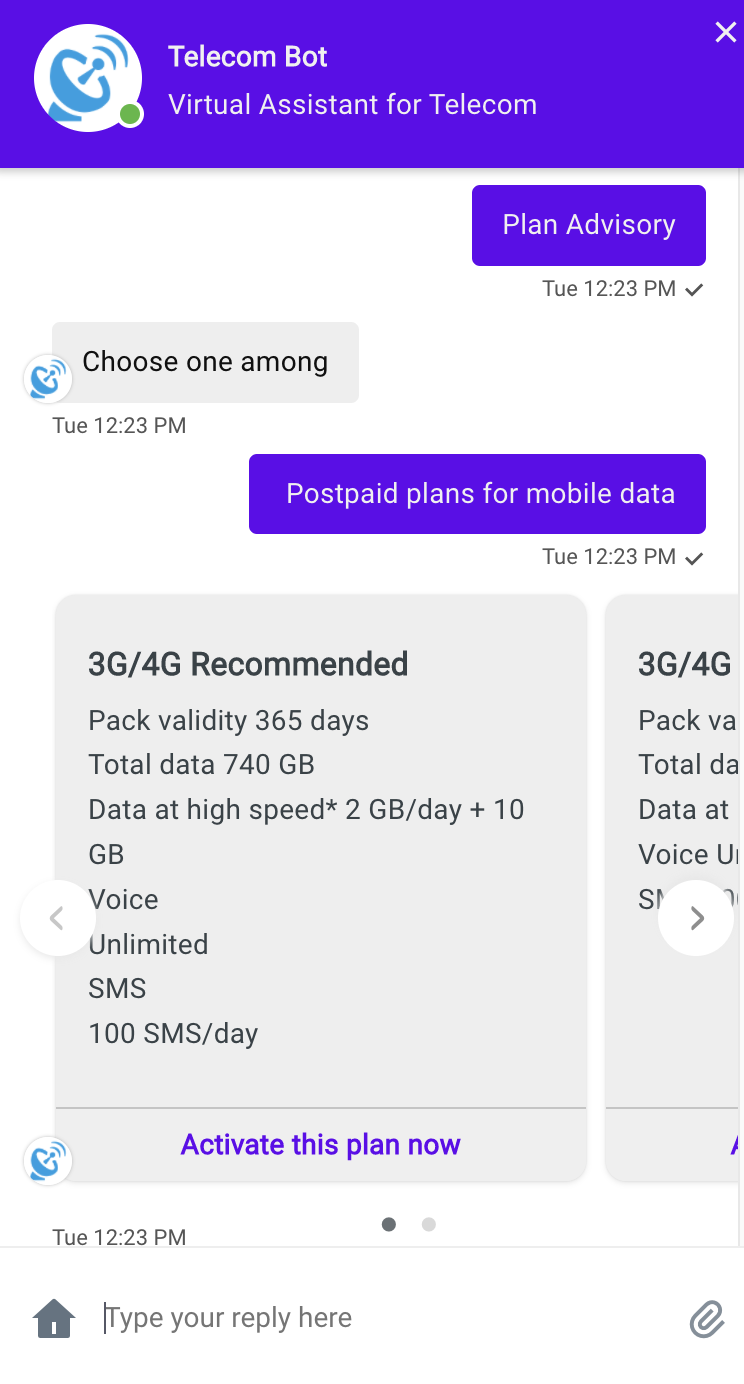 Telecom Bot
Virtual Assistant for Telecom
Plan Advisory
Tue 12:23 PM
Choose one among
Tue 12:23 PM
Postpaid plans for mobile data
Tue 12:23 PM
3G/4G Recommended
Pack validity 365 days
Total data 740 GB
Data at high speed* 2 GB/day + 10
GB
Voice
Unlimited
SMS
100 SMS/day
Activate this plan now
3G/4G
Pack
Total
Data at
Voice
Tue 12:23 PM
Type your reply here